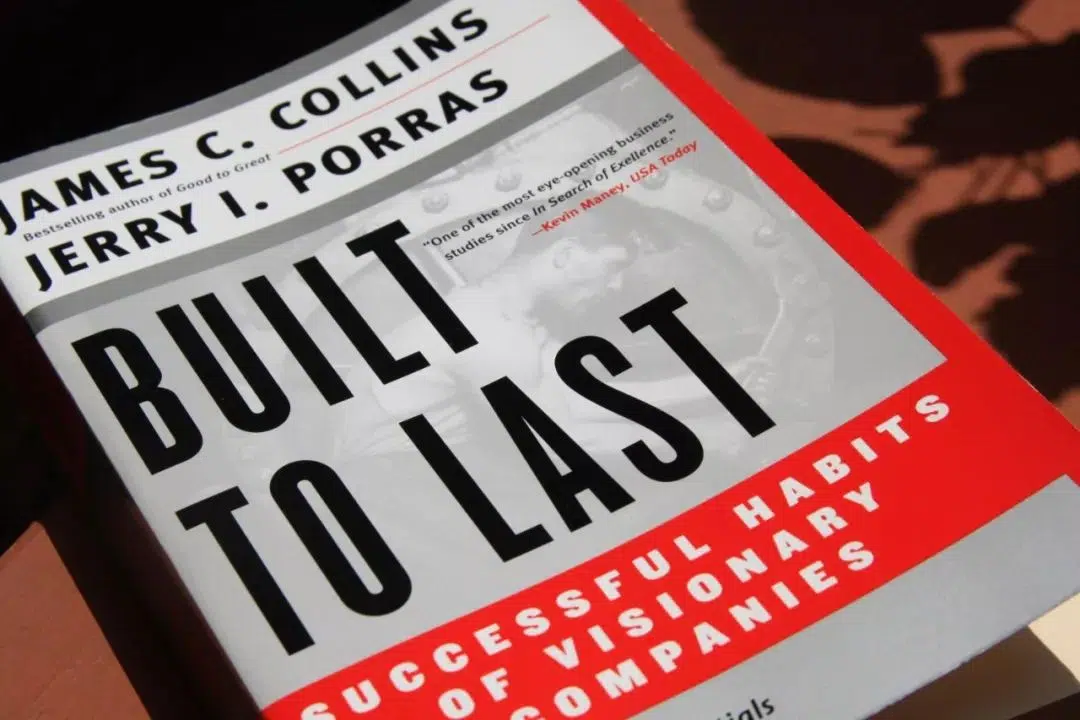 JAMES C. COLLINS
Bestselling author of Good to Great
JERRY I. PORRAS
"One of the most eye-opening business
studies since In Search of Excellence."
—Kevin Maney, USA Today
BUILT
TO LAST
SUCCESSFUL HABITS
OF VISIONARY
COMPANIES